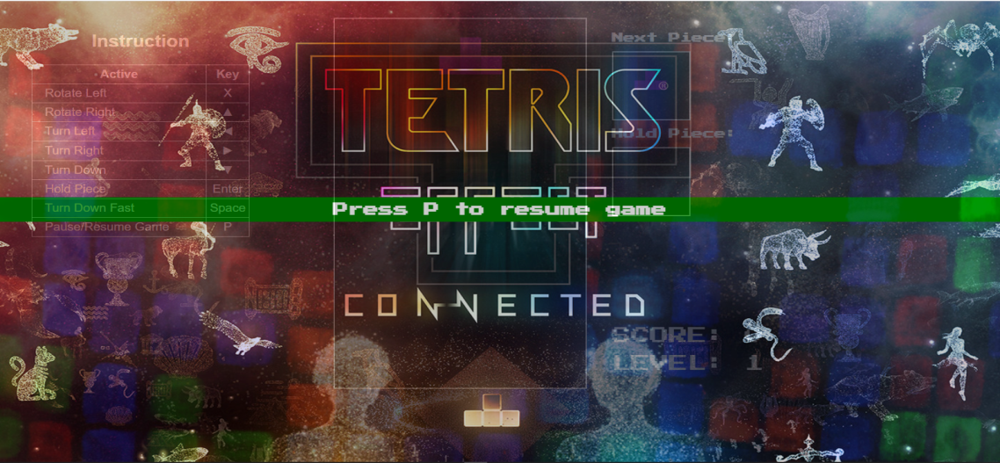 Instruction
Active Key
Rotate Left X
Rotate Right ▲
Turn Left ◄
Turn Right ►
Turn Down ▼
Hold Piece Enter
Turn Down Fast Space
Pause/Resume Game P
TETRIS®
EFFECT
CONNECTED
Press P to resume game
Next Piece:
Hold Piece:
SCORE:
LEVEL: 1